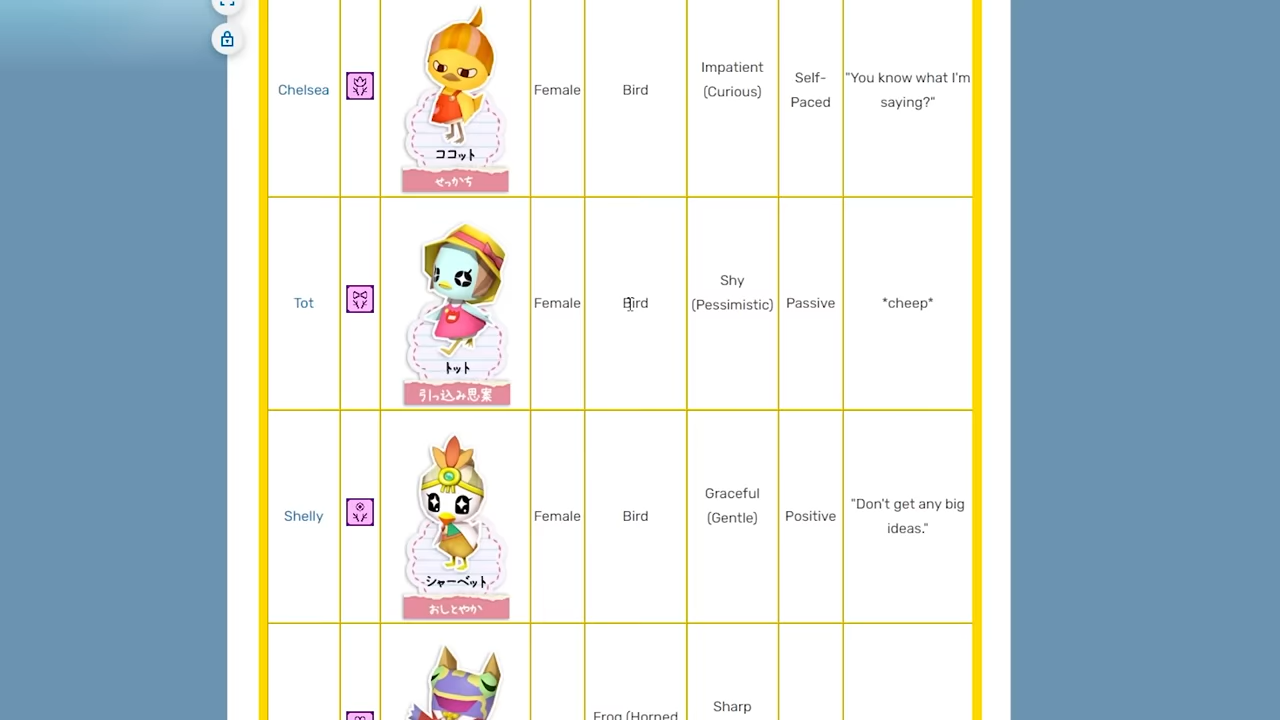 Chelsea
ココット
せっかち
Female
Bird
Impatient
(Curious)
Self-
Paced
"You know what I'm
saying?"
Tot
トット
引っ込み思案
Female
Bird
Shy
(Pessimistic)
Passive
*cheep*
Shelly
シャーベット
おしとやか
Female
Bird
Graceful
(Gentle)
Positive
"Don't get any big
ideas."
Frog (Horned
Sharp